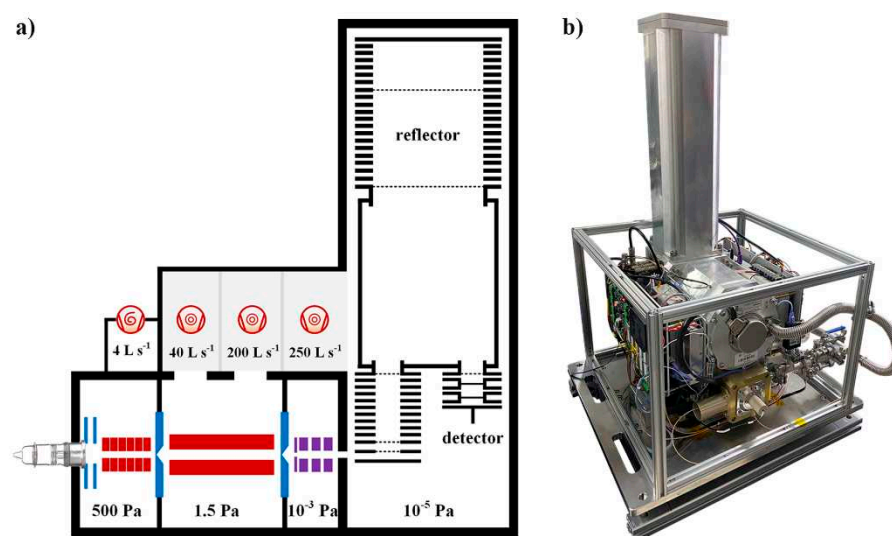 a)
b)
reflector
4 L s⁻¹
40 L s⁻¹ 200 L s⁻¹ 250 L s⁻¹
detector
500 Pa 1.5 Pa 10⁻³ Pa 10⁻⁵ Pa